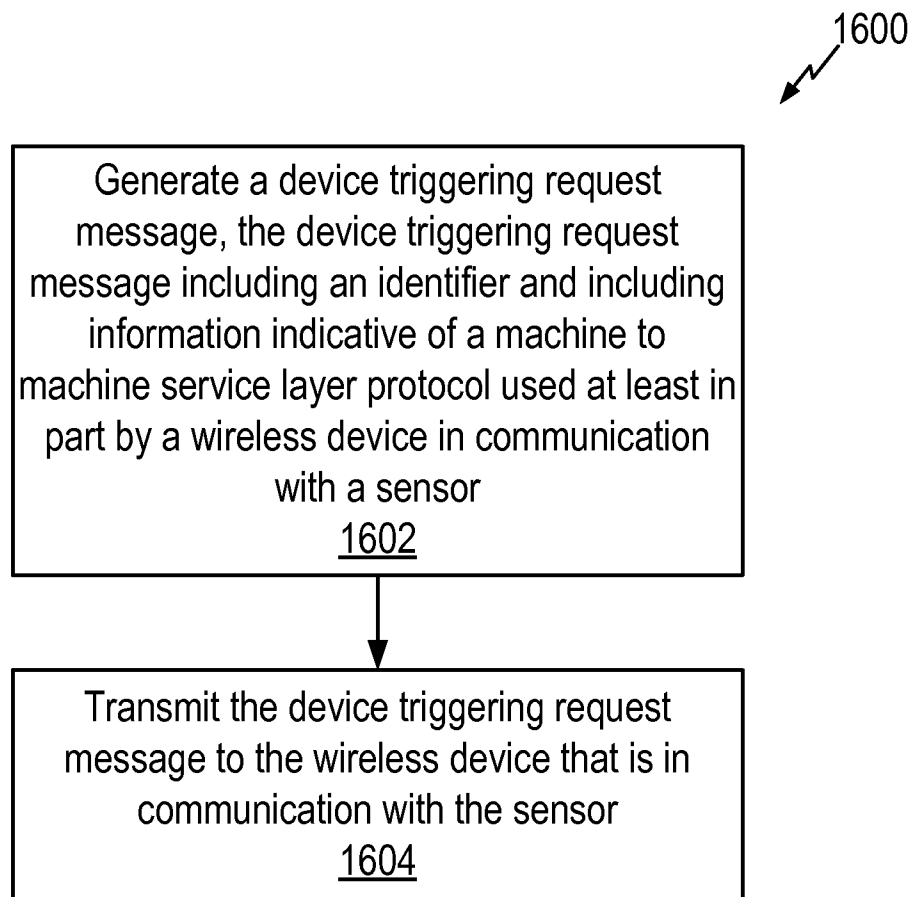 1600
Generate a device triggering request
message, the device triggering request
message including an identifier and including
information indicative of a machine to
machine service layer protocol used at least in
part by a wireless device in communication
with a sensor
1602
Transmit the device triggering request
message to the wireless device that is in
communication with the sensor
1604